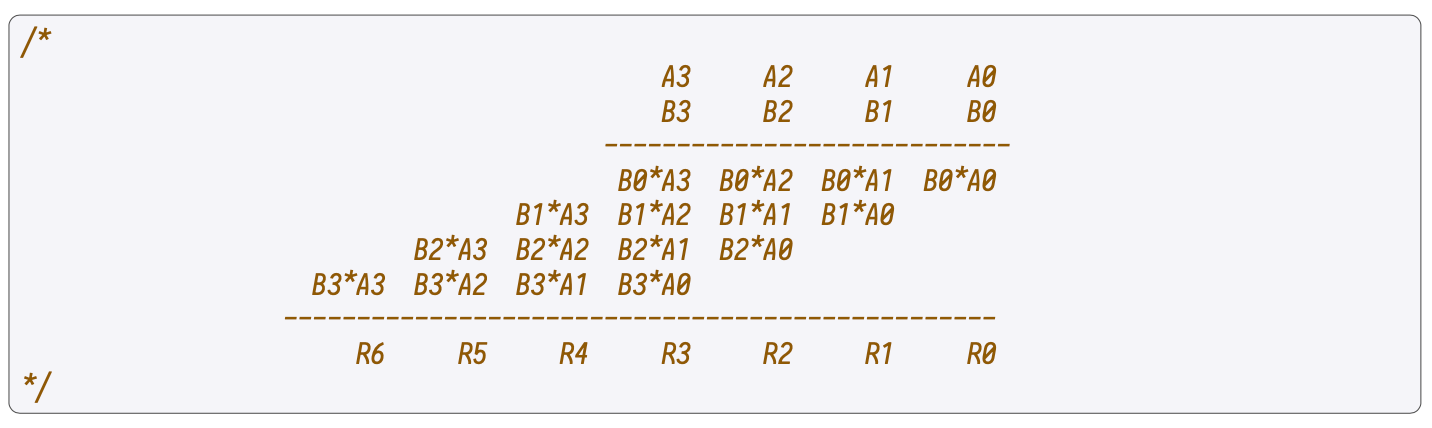 /*
                                            A3     A2     A1     A0
                                            B3     B2     B1     B0
                                        ----------------------------
                                         B0*A3  B0*A2  B0*A1  B0*A0
                                  B1*A3  B1*A2  B1*A1  B1*A0
                           B2*A3  B2*A2  B2*A1  B2*A0
                    B3*A3  B3*A2  B3*A1  B3*A0
                  -------------------------------------------------
                       R6     R5     R4     R3     R2     R1     R0
*/